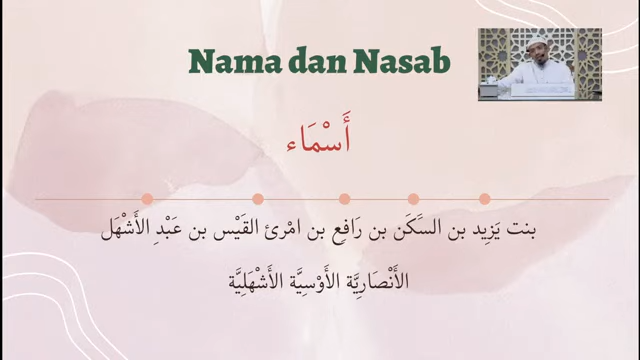 Nama dan Nasab
أَسْمَاء
بنت يَزِيد بن السَّكَن بن رَافِع بن امْرئ القَيْس بن عَبْدِ الأَشْهَل
الأَنْصَارِيَّة الأَوْسِيَّة الأَشْهَلِيَّة